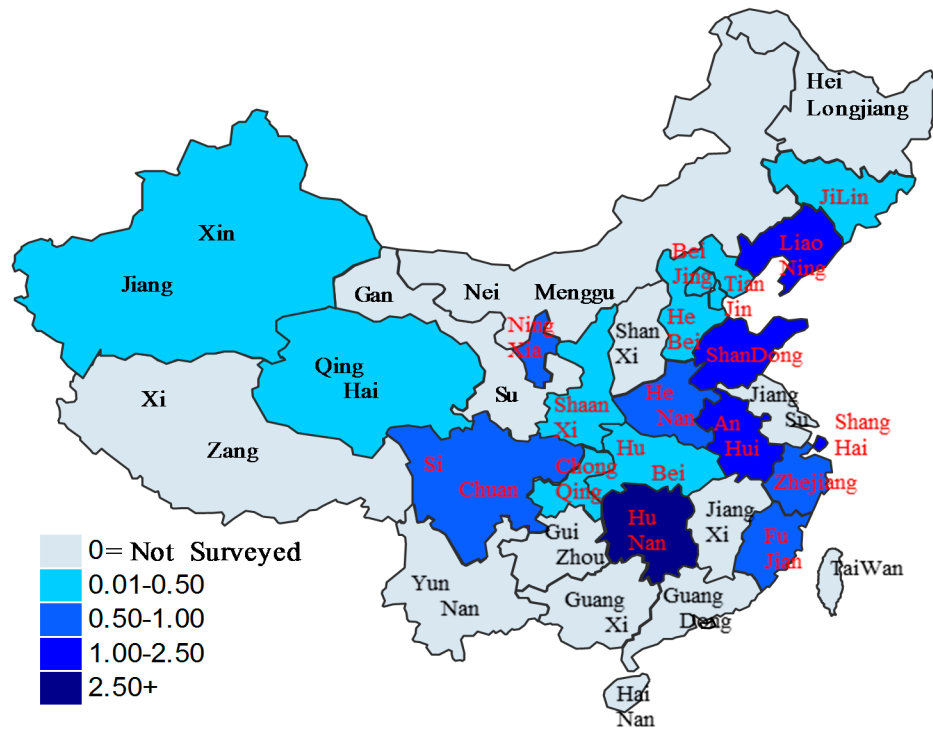 Hei
Longjiang
JiLin
Xin
Liao
Ning
Bei
Jing
Tian
Jin
Jiang
Gan
Nei
Menggu
He
Bei
Ning
Xia
Shan
Xi
ShanDong
Qing
Hai
Su
Xi
Jiang
Su
Shaan
Xi
He
Nan
An
Hui
Shang
Hai
Zang
Si
Chuan
Chong
Qing
Hu
Bei
Zhejiang
Hu
Nan
Jiang
Xi
Fu
Jian
Gui
Zhou
TaiWan
Yun
Nan
Guang
Xi
Guang
Dong
Hai
Nan
0= Not Surveyed
0.01-0.50
0.50-1.00
1.00-2.50
2.50+